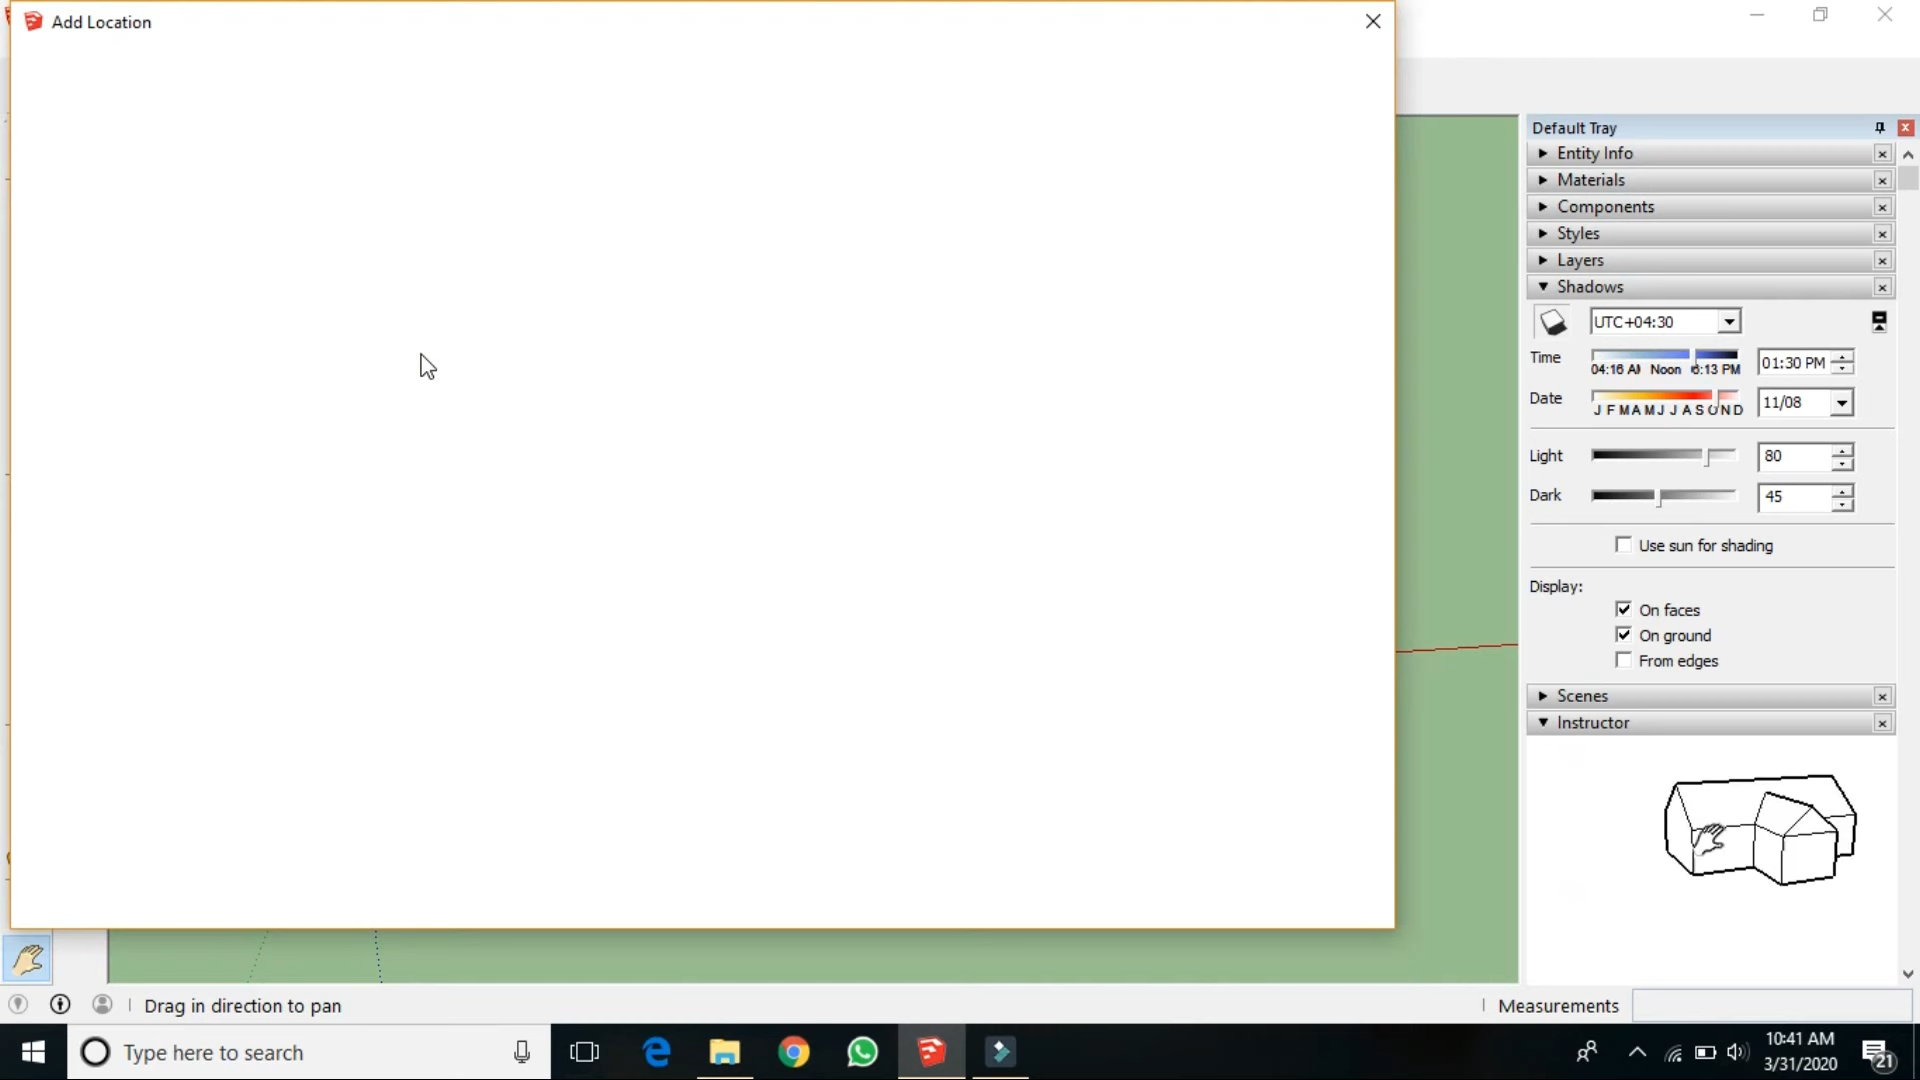 Add Location
Default Tray
Entity Info
Materials
Components
Styles
Layers
Shadows
UTC+04:30
Time
04:16 AM Noon 6:13 PM
01:30 PM
Date
J F M A M J J A S O N D
11/08
Light
80
Dark
45
Use sun for shading
Display:
On faces
On ground
From edges
Scenes
Instructor
Drag in direction to pan
Measurements
Type here to search
10:41 AM
3/31/2020
21